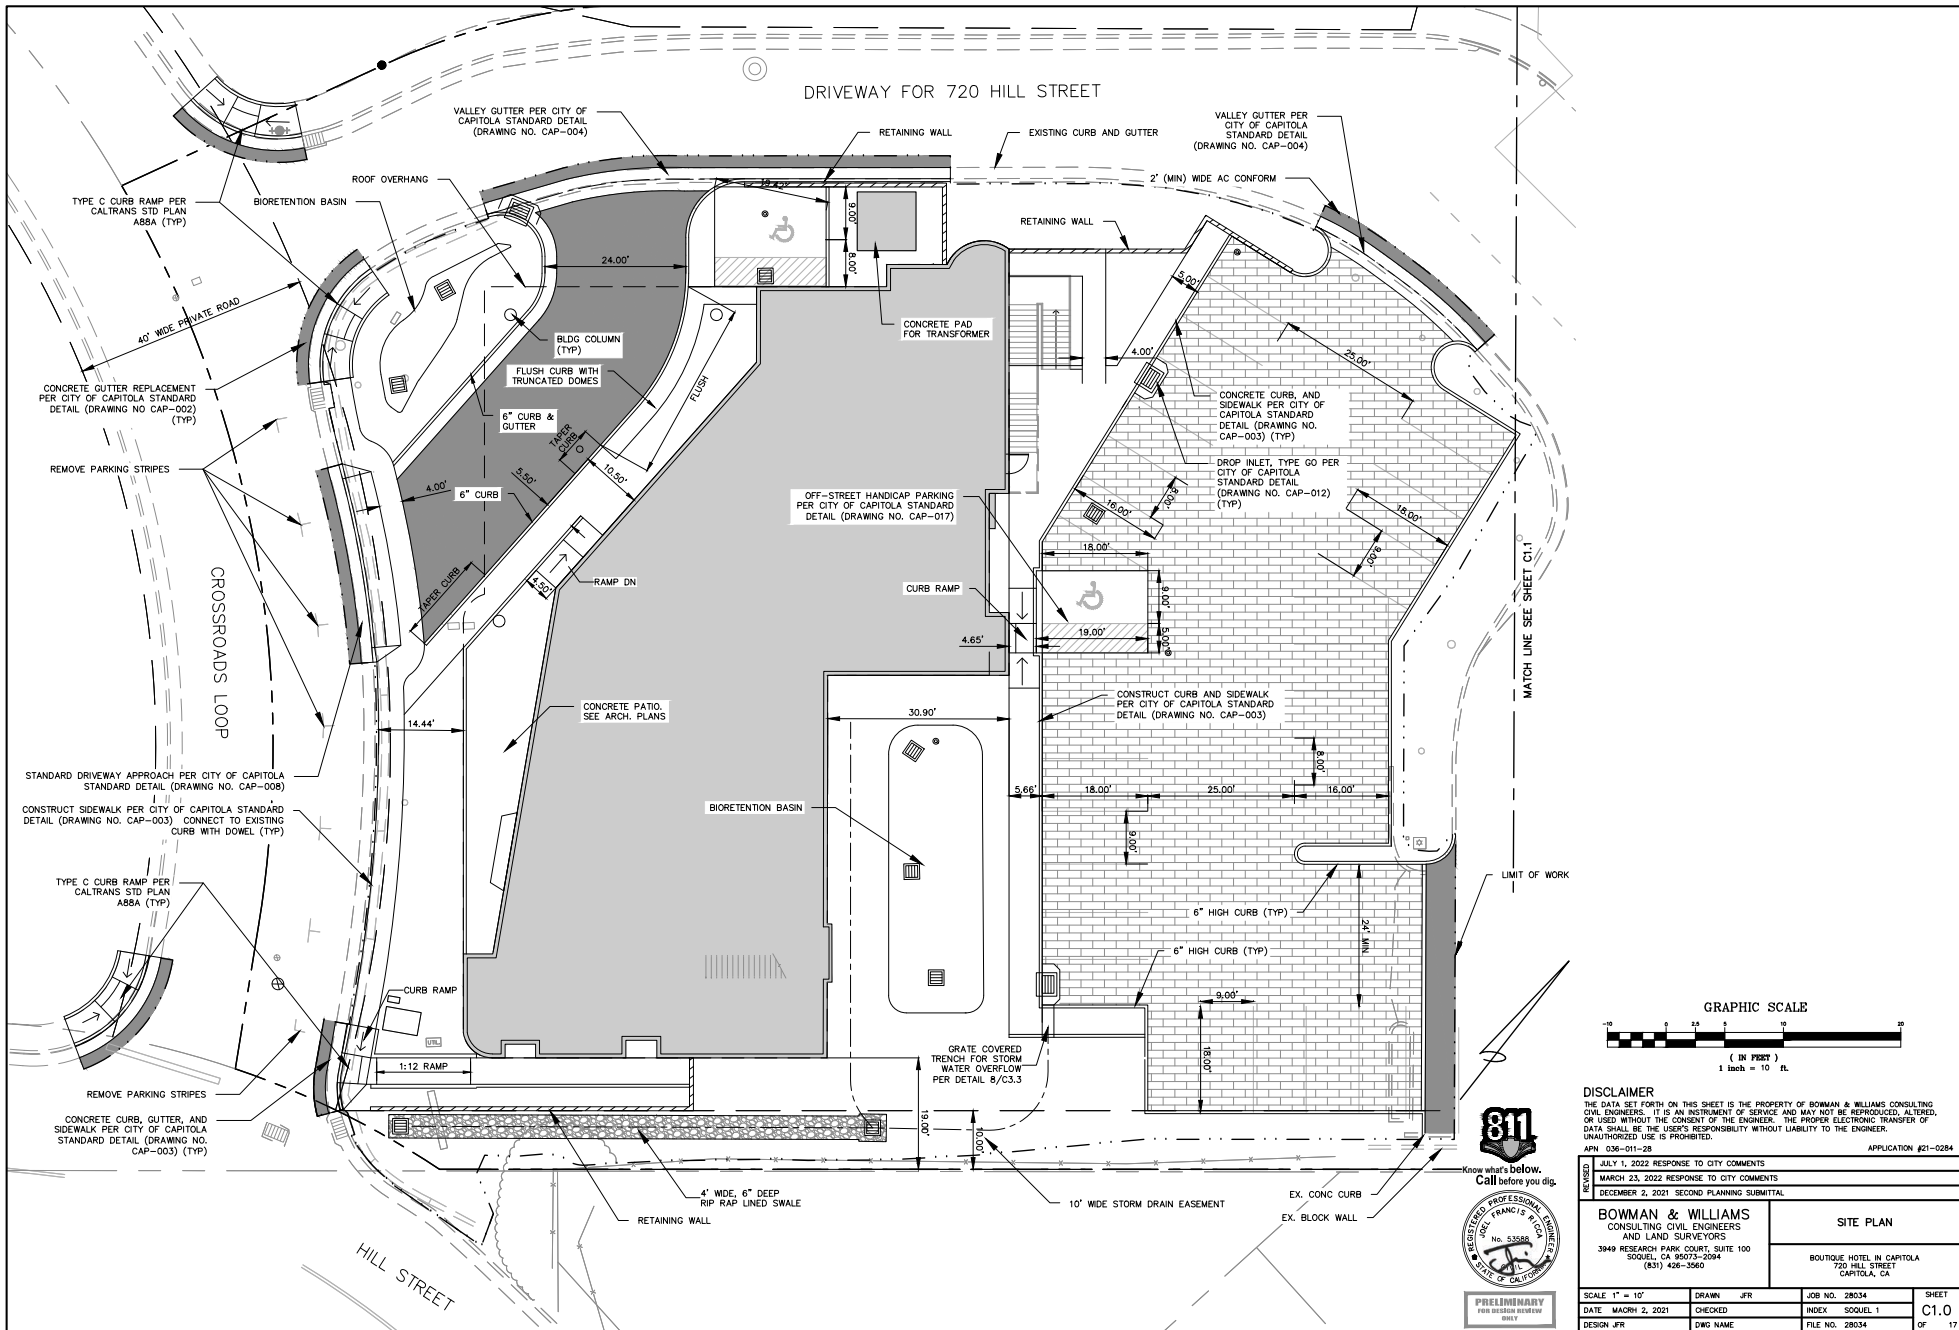 DRIVEWAY FOR 720 HILL STREET
VALLEY GUTTER PER CITY OF
CAPITOLA STANDARD DETAIL
(DRAWING NO. CAP-004)
RETAINING WALL
EXISTING CURB AND GUTTER
VALLEY GUTTER PER
CITY OF CAPITOLA
STANDARD DETAIL
(DRAWING NO. CAP-004)
2' (MIN) WIDE AC CONFORM
ROOF OVERHANG
BIORETENTION BASIN
TYPE C CURB RAMP PER
CALTRANS STD PLAN
A88A (TYP)
RETAINING WALL
9.00'
8.00'
24.00'
5.00'
40' WIDE PRIVATE ROAD
BLDG COLUMN
(TYP)
CONCRETE PAD
FOR TRANSFORMER
4.00'
25.00'
FLUSH CURB WITH
TRUNCATED DOMES
FLUSH
CONCRETE GUTTER REPLACEMENT
PER CITY OF CAPITOLA STANDARD
DETAIL (DRAWING NO CAP-002)
(TYP)
6" CURB &
GUTTER
TAPER
CURB
CONCRETE CURB, AND
SIDEWALK PER CITY OF
CAPITOLA STANDARD
DETAIL (DRAWING NO.
CAP-003) (TYP)
REMOVE PARKING STRIPES
4.00'
6" CURB
5.50'
10.50'
DROP INLET, TYPE GO PER
CITY OF CAPITOLA
STANDARD DETAIL
(DRAWING NO. CAP-012)
(TYP)
OFF-STREET HANDICAP PARKING
PER CITY OF CAPITOLA STANDARD
DETAIL (DRAWING NO. CAP-017)
16.00'
8.00'
18.00'
9.00'
18.00'
9.00'
5.00'
19.00'
4.65'
CURB RAMP
TAPER CURB
4.50'
RAMP DN
MATCH LINE SEE SHEET C1.1
CROSSROADS LOOP
CONCRETE PATIO.
SEE ARCH. PLANS
14.44'
30.90'
CONSTRUCT CURB AND SIDEWALK
PER CITY OF CAPITOLA STANDARD
DETAIL (DRAWING NO. CAP-003)
STANDARD DRIVEWAY APPROACH PER CITY OF CAPITOLA
STANDARD DETAIL (DRAWING NO. CAP-008)
CONSTRUCT SIDEWALK PER CITY OF CAPITOLA STANDARD
DETAIL (DRAWING NO. CAP-003) CONNECT TO EXISTING
CURB WITH DOWEL (TYP)
BIORETENTION BASIN
8.00'
5.66'
18.00'
25.00'
16.00'
9.00'
TYPE C CURB RAMP PER
CALTRANS STD PLAN
A88A (TYP)
LIMIT OF WORK
6" HIGH CURB (TYP)
24' MIN
6" HIGH CURB (TYP)
9.00'
18.00'
CURB RAMP
UTIL
1:12 RAMP
GRATE COVERED
TRENCH FOR STORM
WATER OVERFLOW
PER DETAIL 8/C3.3
REMOVE PARKING STRIPES
CONCRETE CURB, GUTTER, AND
SIDEWALK PER CITY OF CAPITOLA
STANDARD DETAIL (DRAWING NO.
CAP-003) (TYP)
19.00'
10.00'
4' WIDE, 6" DEEP
RIP RAP LINED SWALE
RETAINING WALL
10' WIDE STORM DRAIN EASEMENT
EX. CONC CURB
EX. BLOCK WALL
HILL STREET
GRAPHIC SCALE
-10 0 2.5 5 10 20
( IN FEET )
1 inch = 10 ft.
DISCLAIMER
THE DATA SET FORTH ON THIS SHEET IS THE PROPERTY OF BOWMAN & WILLIAMS CONSULTING
CIVIL ENGINEERS. IT IS AN INSTRUMENT OF SERVICE AND MAY NOT BE REPRODUCED, ALTERED,
OR USED WITHOUT THE CONSENT OF THE ENGINEER. THE PROPER ELECTRONIC TRANSFER OF
DATA SHALL BE THE USER'S RESPONSIBILITY WITHOUT LIABILITY TO THE ENGINEER.
UNAUTHORIZED USE IS PROHIBITED.
APN 036-011-28 APPLICATION #21-0284
811
Know what's below.
Call before you dig.
REGISTERED PROFESSIONAL ENGINEER
JOEL FRANCIS RICCA
No. 53588
CIVIL
STATE OF CALIFORNIA
PRELIMINARY
FOR DESIGN REVIEW
ONLY
REVISED
JULY 1, 2022 RESPONSE TO CITY COMMENTS
MARCH 23, 2022 RESPONSE TO CITY COMMENTS
DECEMBER 2, 2021 SECOND PLANNING SUBMITTAL
BOWMAN & WILLIAMS
CONSULTING CIVIL ENGINEERS
AND LAND SURVEYORS
3949 RESEARCH PARK COURT, SUITE 100
SOQUEL, CA 95073-2094
(831) 426-3560
SITE PLAN
BOUTIQUE HOTEL IN CAPITOLA
720 HILL STREET
CAPITOLA, CA
SCALE 1" = 10' DRAWN JFR JOB NO. 28034 SHEET
DATE MACRH 2, 2021 CHECKED INDEX SOQUEL 1 C1.0
DESIGN JFR DWG NAME FILE NO. 28034 OF 17